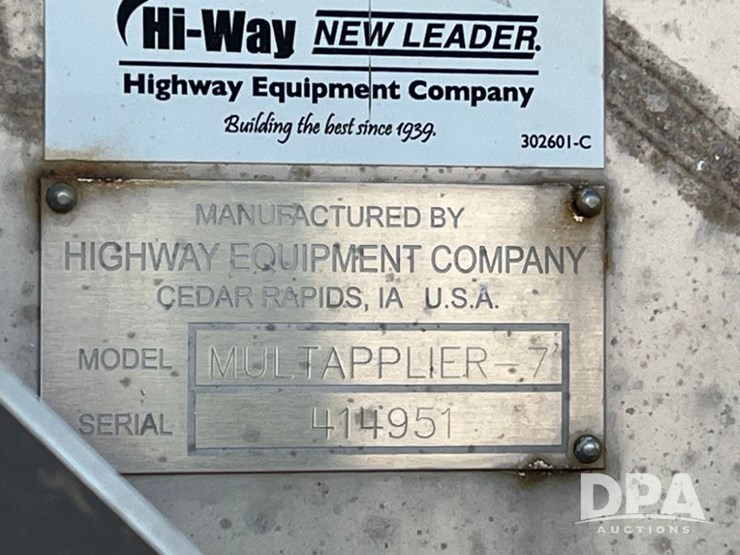 Hi-Way NEW LEADER.
Highway Equipment Company
Building the best since 1939.
302601-C
MANUFACTURED BY
HIGHWAY EQUIPMENT COMPANY
CEDAR RAPIDS, IA U.S.A.
MODEL MULTAPPLIER-7
SERIAL 414951
DPA
AUCTIONS